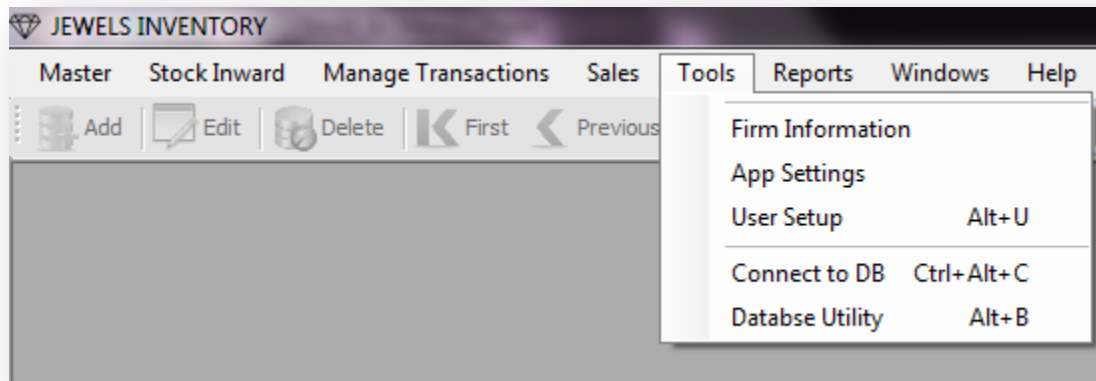 JEWELS INVENTORY
Master Stock Inward Manage Transactions Sales Tools Reports Windows Help
Add Edit Delete First Previous
Firm Information
App Settings
User Setup Alt+U
Connect to DB Ctrl+Alt+C
Databse Utility Alt+B